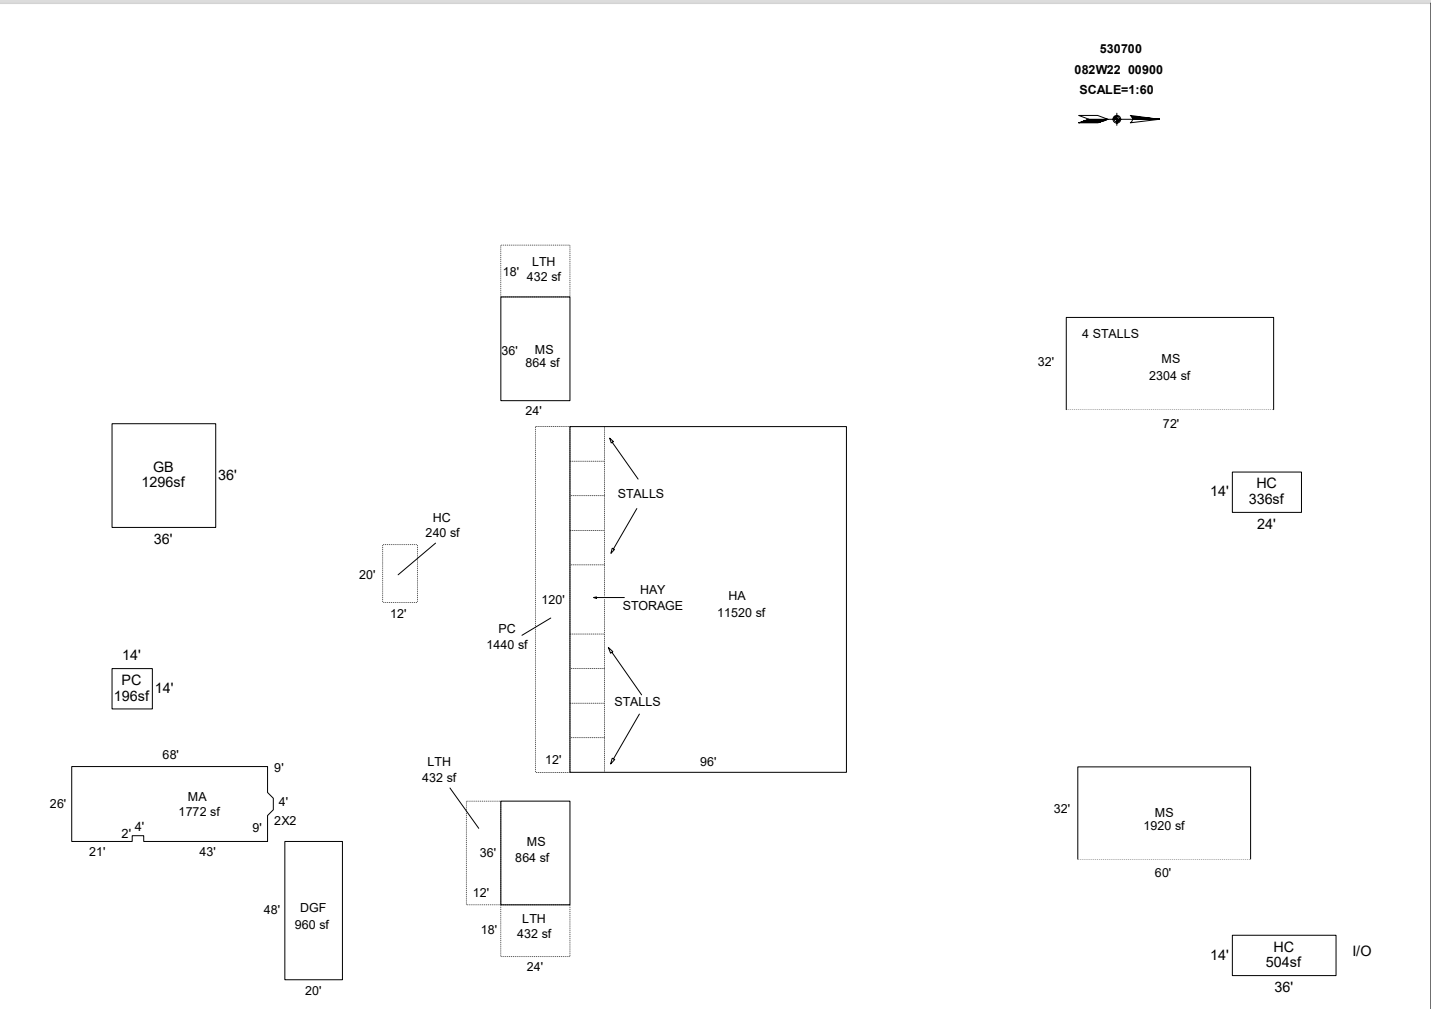 530700
082W22 00900
SCALE=1:60
LTH
18'
432 sf
36'
MS
864 sf
24'
4 STALLS
32'
MS
2304 sf
72'
GB
1296sf
36'
36'
STALLS
HC
336sf
14'
24'
HC
240 sf
20'
12'
120'
HAY
STORAGE
HA
11520 sf
PC
1440 sf
14'
PC
196sf
14'
STALLS
12'
96'
68'
9'
26'
MA
1772 sf
4'
2X2
9'
2'
4'
21'
43'
LTH
432 sf
36'
MS
864 sf
12'
32'
MS
1920 sf
60'
48'
DGF
960 sf
20'
LTH
18'
432 sf
24'
14'
HC
504sf
I/O
36'